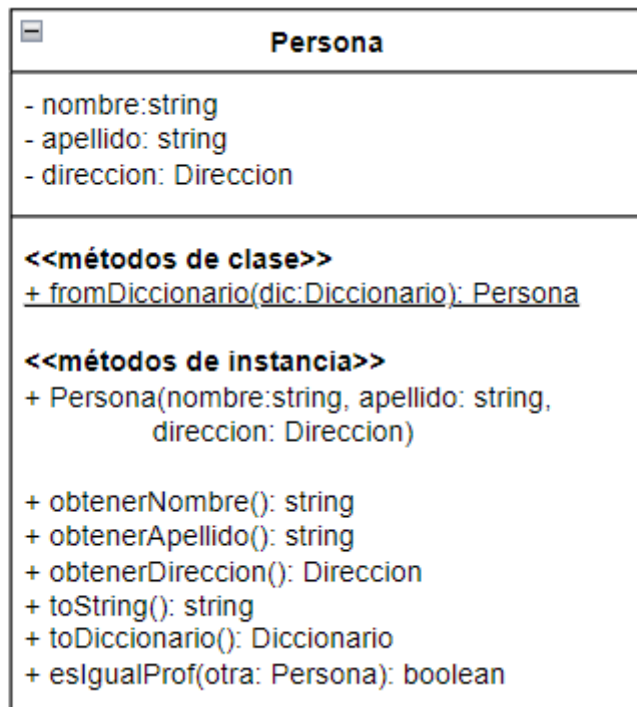 Persona
- nombre:string
- apellido: string
- direccion: Direccion
<<métodos de clase>>
+ fromDiccionario(dic:Diccionario): Persona
<<métodos de instancia>>
+ Persona(nombre:string, apellido: string,
direccion: Direccion)
+ obtenerNombre(): string
+ obtenerApellido(): string
+ obtenerDireccion(): Direccion
+ toString(): string
+ toDiccionario(): Diccionario
+ esIgualProf(otra: Persona): boolean